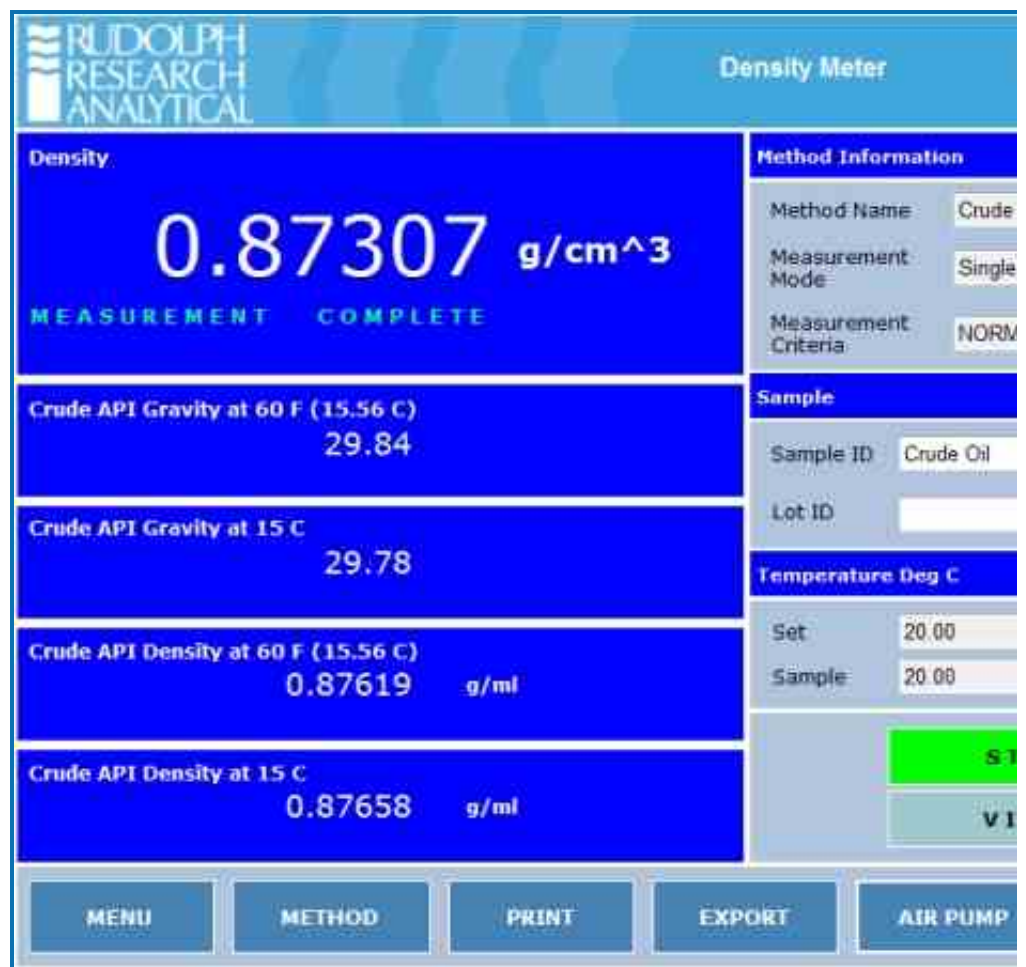 RUDOLPH
RESEARCH
ANALYTICAL
Density Meter
Density
0.87307 g/cm^3
MEASUREMENT COMPLETE
Crude API Gravity at 60 F (15.56 C)
29.84
Crude API Gravity at 15 C
29.78
Crude API Density at 60 F (15.56 C)
0.87619 g/ml
Crude API Density at 15 C
0.87658 g/ml
Method Information
Method Name Crude
Measurement
Mode
Single
Measurement
Criteria
NORM
Sample
Sample ID Crude Oil
Lot ID
Temperature Deg C
Set 20.00
Sample 20.00
ST
VI
MENU
METHOD
PRINT
EXPORT
AIR PUMP